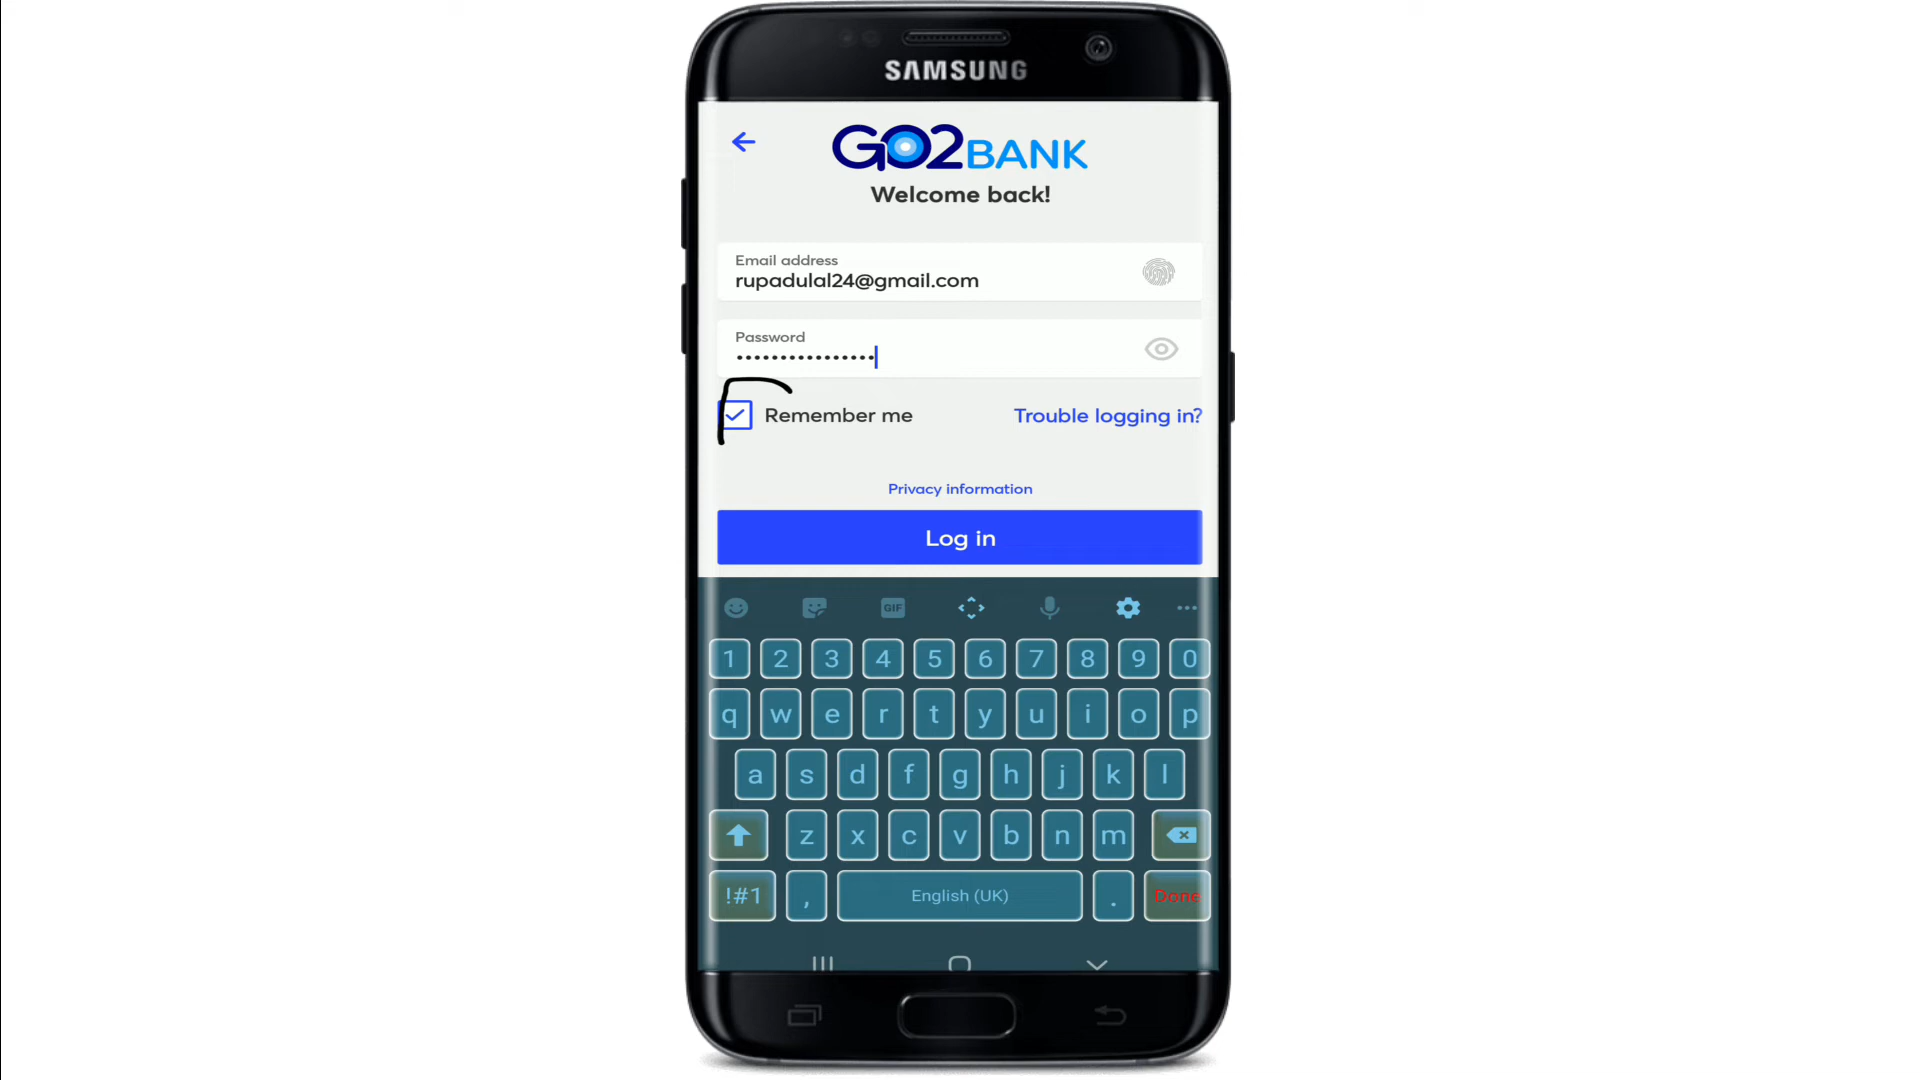 SAMSUNG
GO2BANK
Welcome back!
Email address
rupadulal24@gmail.com
Password
••••••••••••••••
Remember me
Trouble logging in?
Privacy information
Log in
GIF
1 2 3 4 5 6 7 8 9 0
q w e r t y u i o p
a s d f g h j k l
z x c v b n m
!#1 , English (UK) . Done